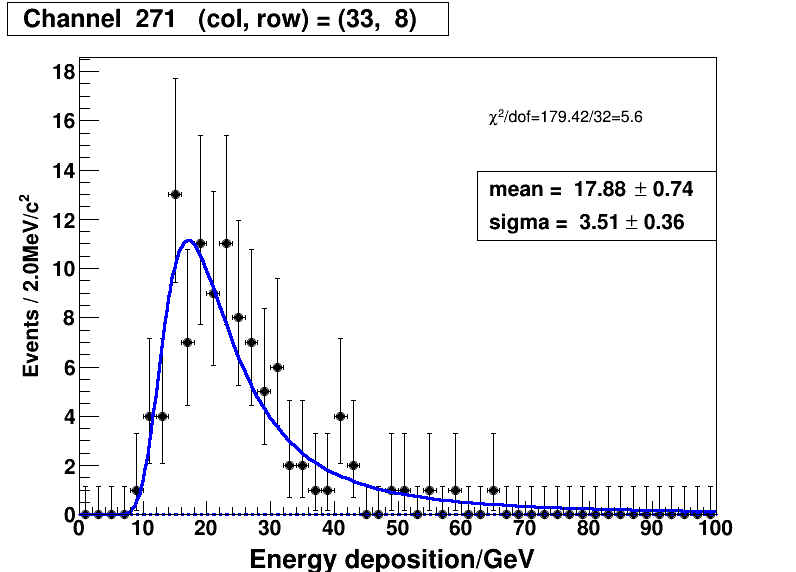 Channel 271 (col, row) = (33, 8)
χ²/dof=179.42/32=5.6
mean = 17.88 ± 0.74
sigma = 3.51 ± 0.36
Events / 2.0MeV/c²
18
16
14
12
10
8
6
4
2
0
0 10 20 30 40 50 60 70 80 90 100
Energy deposition/GeV